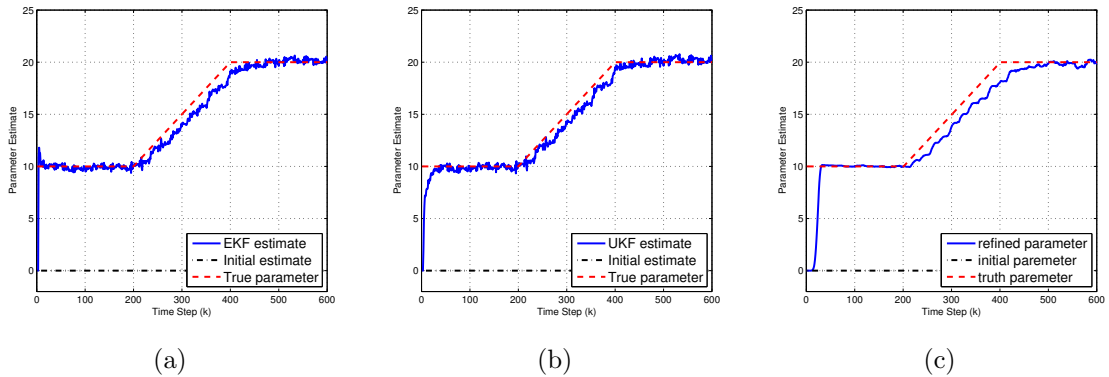 25
20
15
10
5
0
0 100 200 300 400 500 600
Parameter Estimate
Time Step (k)
EKF estimate
Initial estimate
True parameter
(a)
25
20
15
10
5
0
0 100 200 300 400 500 600
Parameter Estimate
Time Step (k)
UKF estimate
Initial estimate
True parameter
(b)
25
20
15
10
5
0
0 100 200 300 400 500 600
Parameter Estimate
Time Step (k)
refined parameter
initial paremeter
truth paremeter
(c)